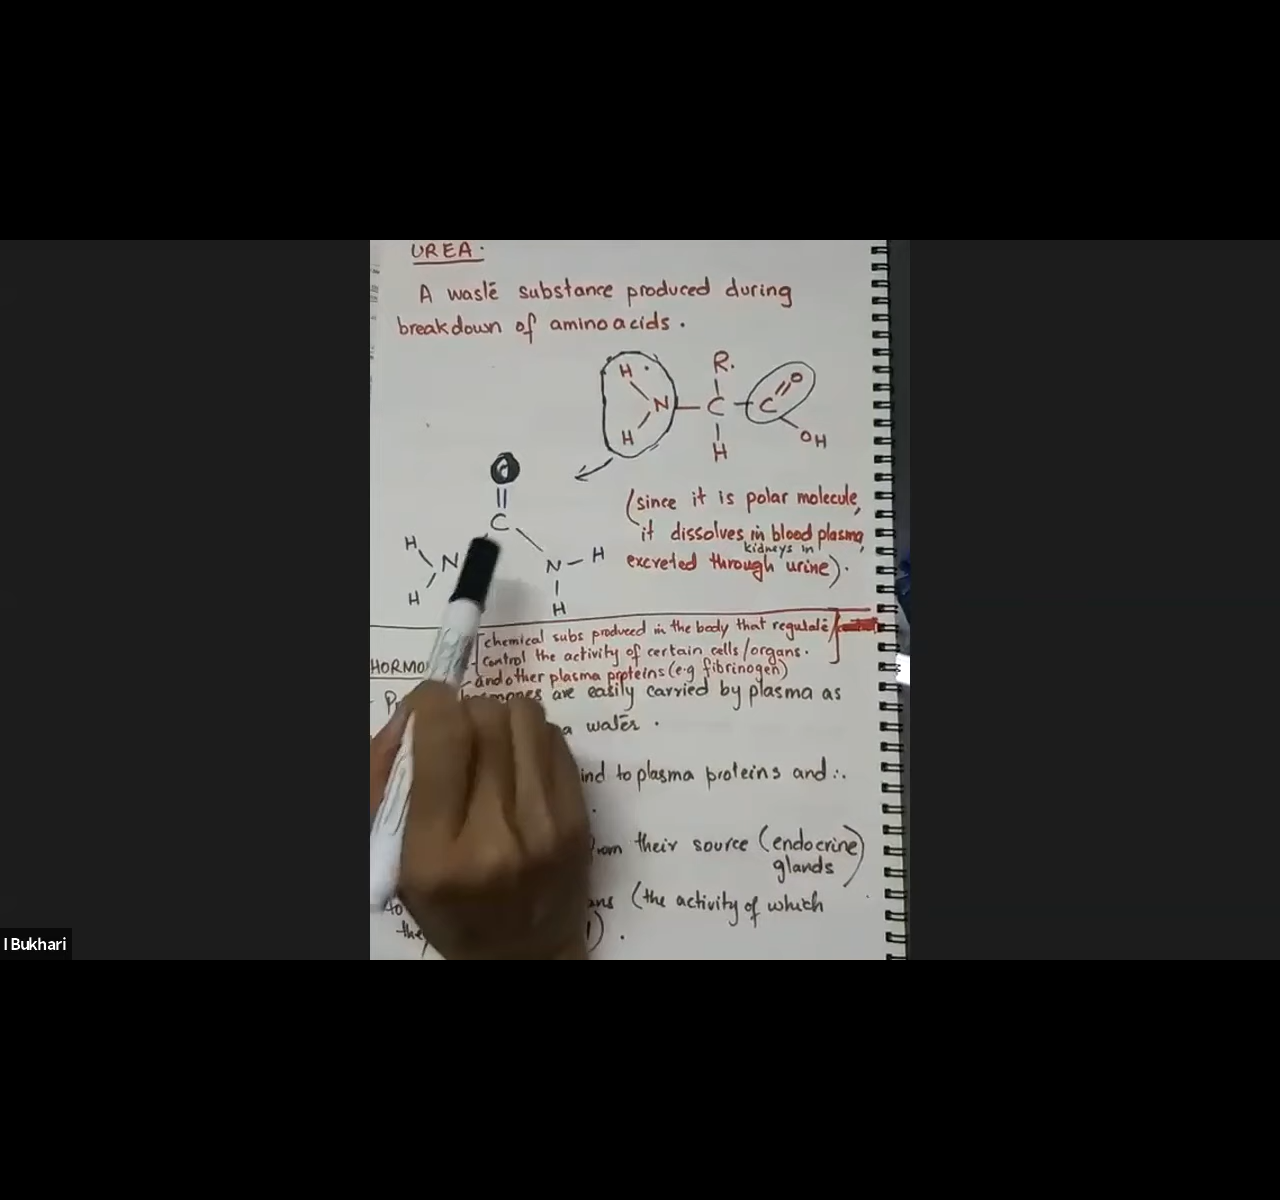 UREA.
A waste substance produced during
breakdown of amino acids.
H R. O
N — C — C
H H OH
O
C
H N N — H
H H
(since it is polar molecule,
it dissolves in blood plasma,
kidneys in
excreted through urine).
chemical subs produced in the body that regulate/
control the activity of certain cells/organs.
and other plasma proteins (e.g fibrinogen)
are easily carried by plasma as
water.
to plasma proteins and ∴
their source (endocrine
glands)
(the activity of which
I Bukhari